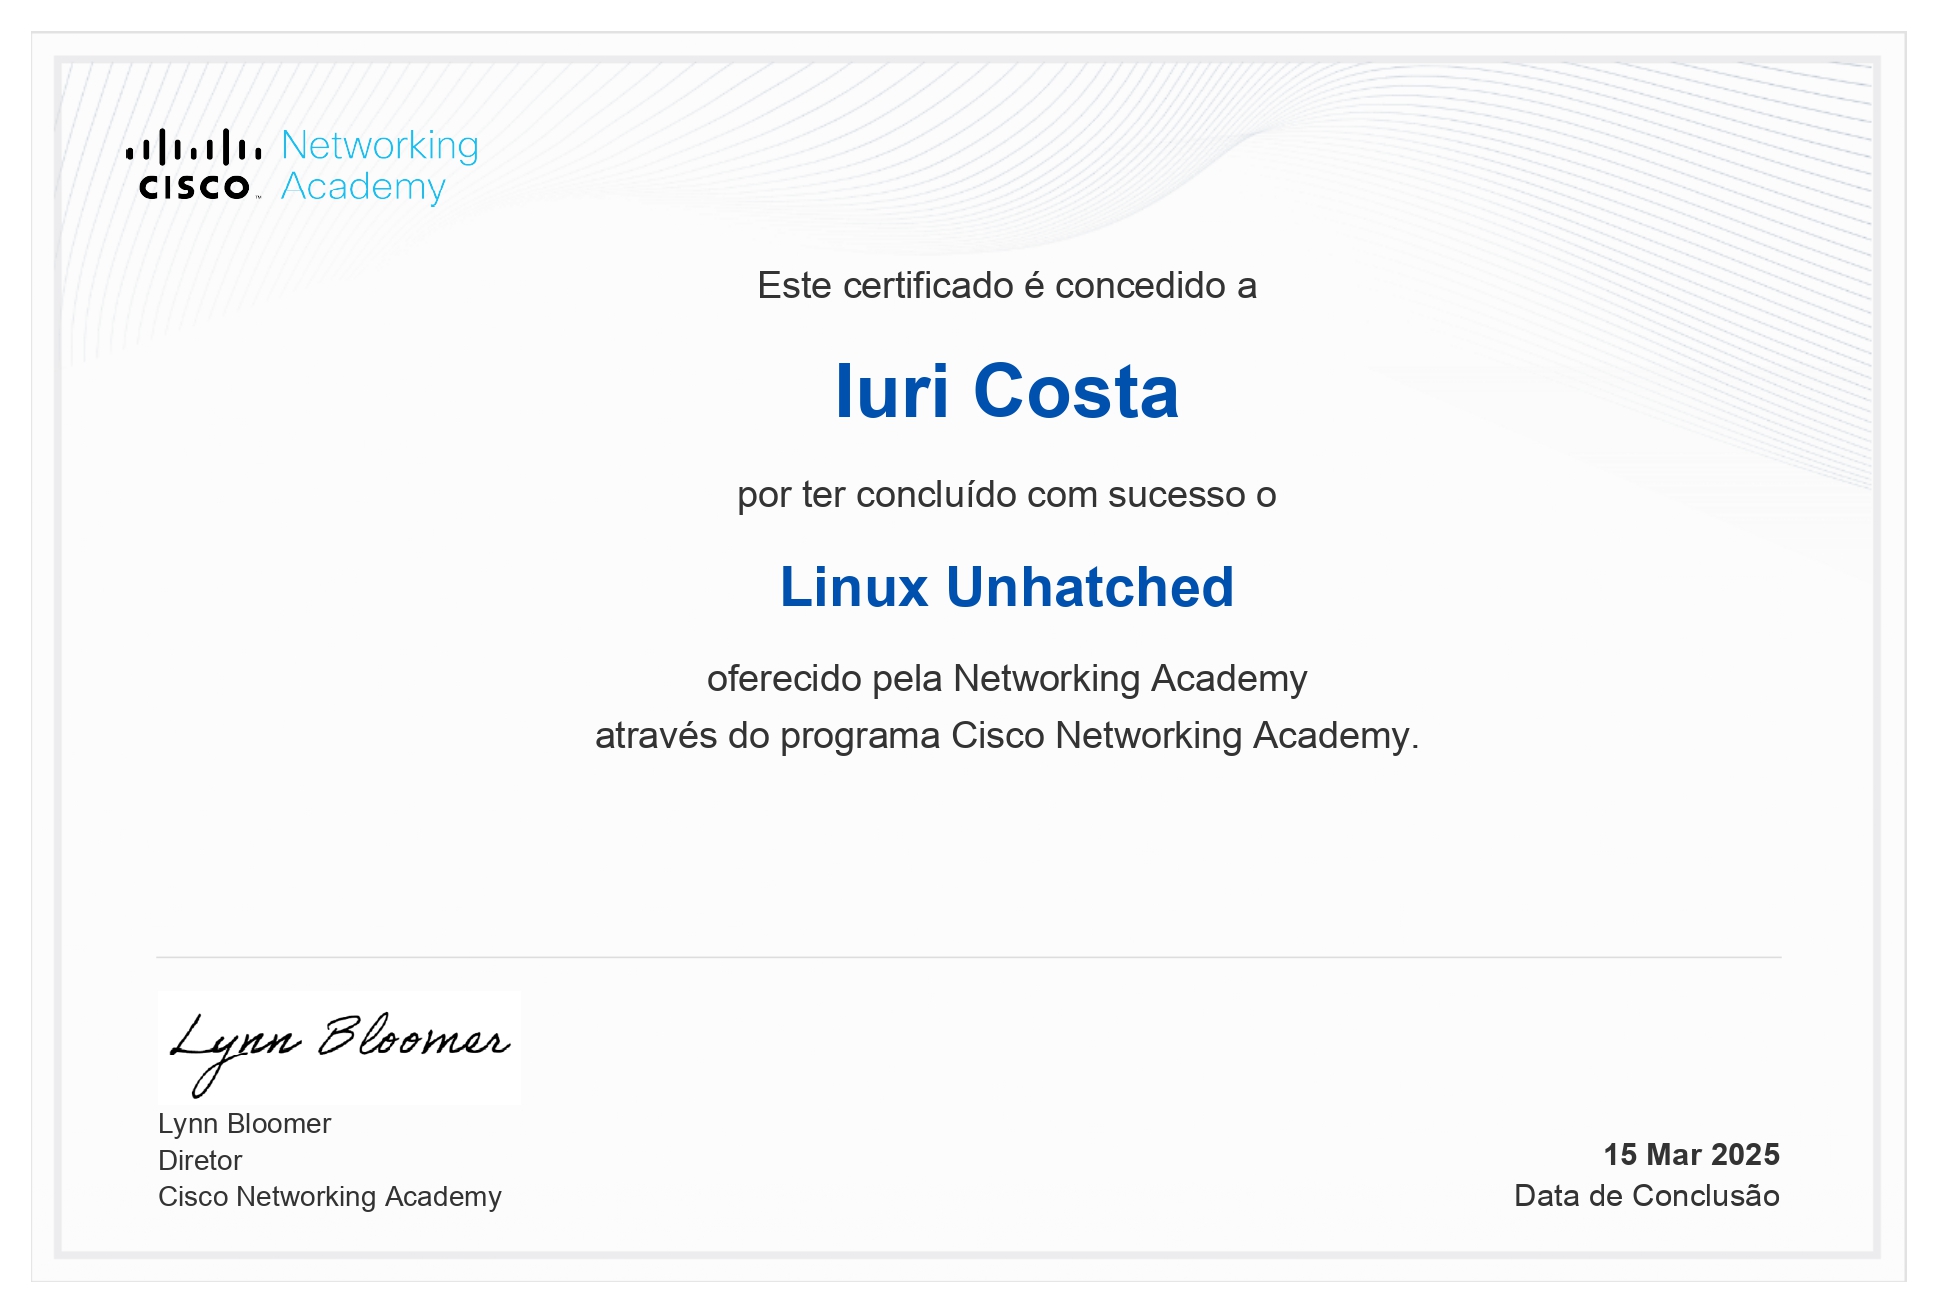 cisco™ Networking
Academy
Este certificado é concedido a
Iuri Costa
por ter concluído com sucesso o
Linux Unhatched
oferecido pela Networking Academy
através do programa Cisco Networking Academy.
Lynn Bloomer
Lynn Bloomer
Diretor
Cisco Networking Academy
15 Mar 2025
Data de Conclusão